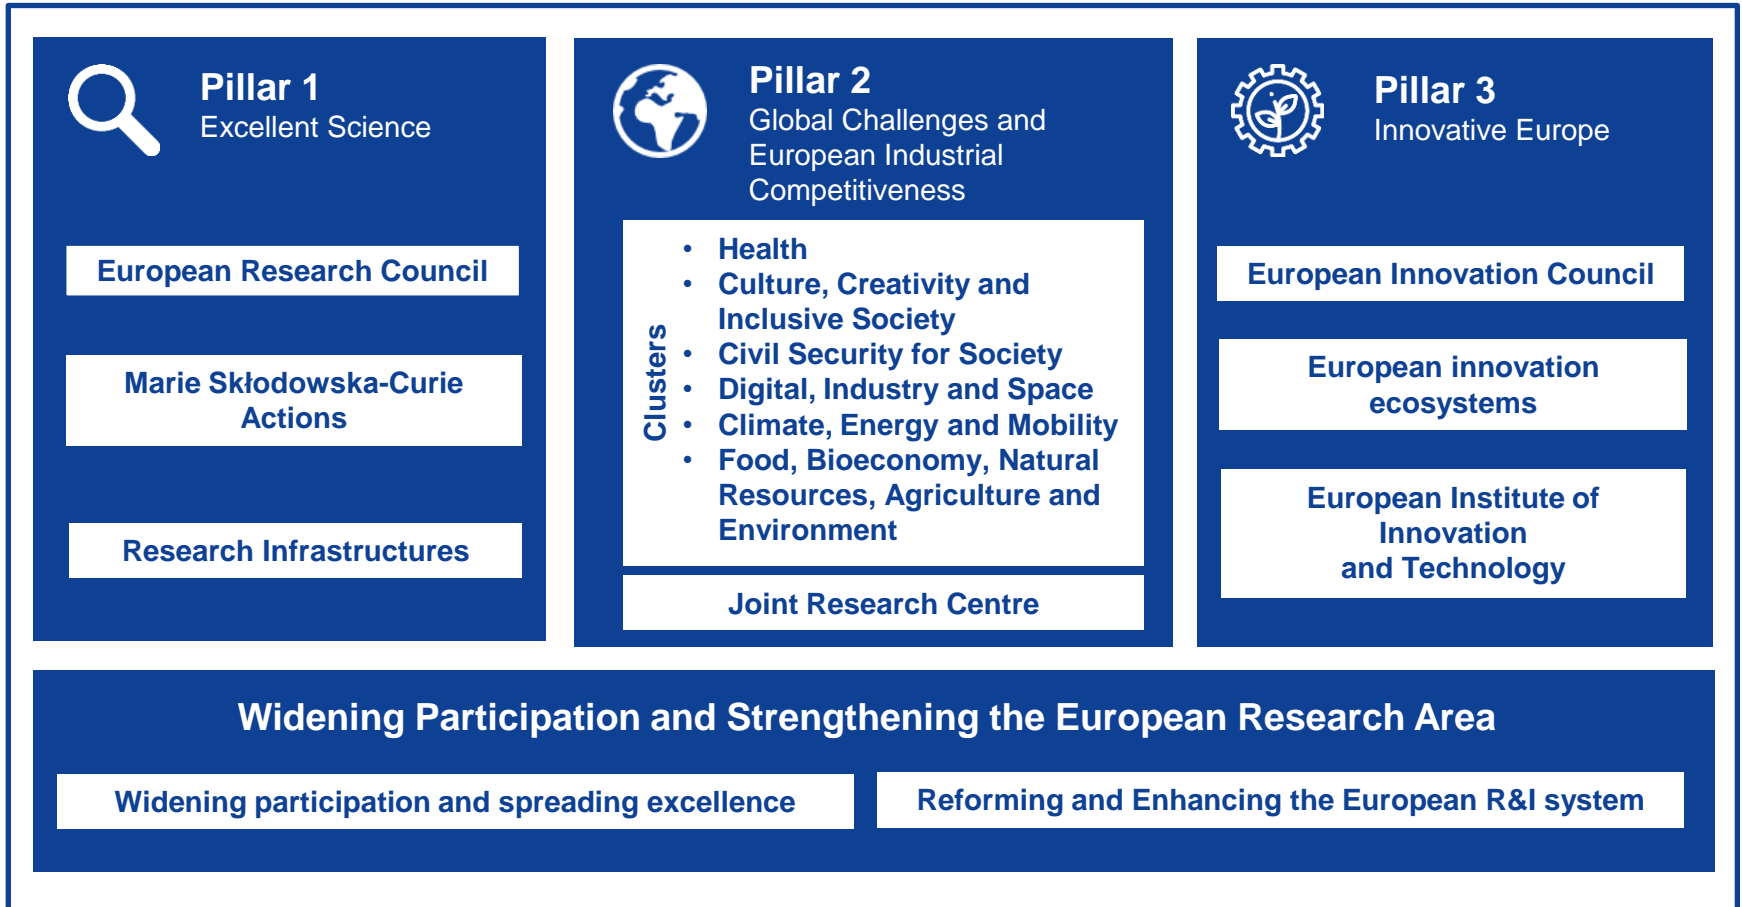 Pillar 1
Excellent Science
European Research Council
Marie Skłodowska-Curie
Actions
Research Infrastructures
Pillar 2
Global Challenges and
European Industrial
Competitiveness
Clusters
• Health
• Culture, Creativity and
Inclusive Society
• Civil Security for Society
• Digital, Industry and Space
• Climate, Energy and Mobility
• Food, Bioeconomy, Natural
Resources, Agriculture and
Environment
Joint Research Centre
Pillar 3
Innovative Europe
European Innovation Council
European innovation
ecosystems
European Institute of
Innovation
and Technology
Widening Participation and Strengthening the European Research Area
Widening participation and spreading excellence
Reforming and Enhancing the European R&I system